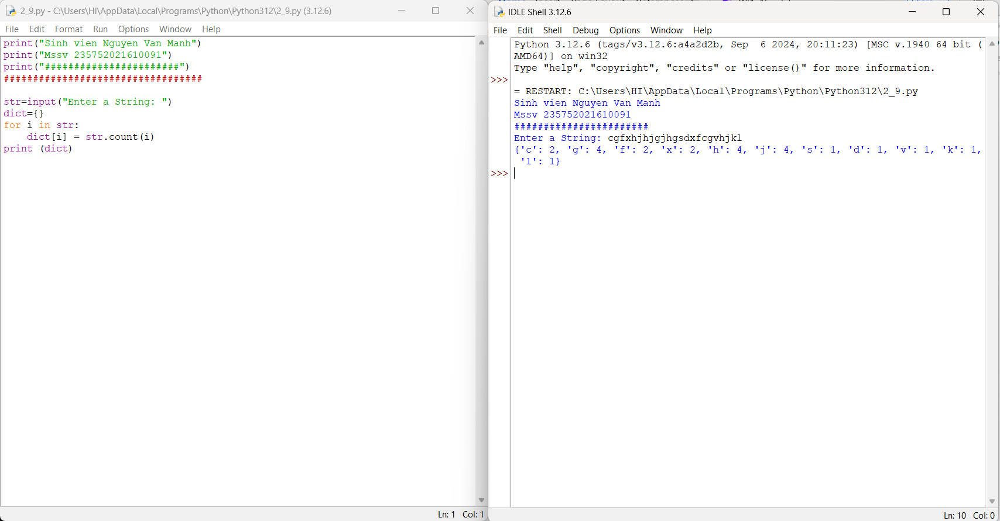 2_9.py - C:\Users\HI\AppData\Local\Programs\Python\Python312\2_9.py (3.12.6)
File Edit Format Run Options Window Help
print("Sinh vien Nguyen Van Manh")
print("Mssv 235752021610091")
print("#######################")
##################################
str=input("Enter a String: ")
dict={}
for i in str:
    dict[i] = str.count(i)
print (dict)
Ln: 1 Col: 1
IDLE Shell 3.12.6
File Edit Shell Debug Options Window Help
Python 3.12.6 (tags/v3.12.6:a4a2d2b, Sep  6 2024, 20:11:23) [MSC v.1940 64 bit (
AMD64)] on win32
Type "help", "copyright", "credits" or "license()" for more information.
>>>
= RESTART: C:\Users\HI\AppData\Local\Programs\Python\Python312\2_9.py
Sinh vien Nguyen Van Manh
Mssv 235752021610091
#######################
Enter a String: cgfxhjhjgjhgsdxfcgvhjkl
{'c': 2, 'g': 4, 'f': 2, 'x': 2, 'h': 4, 'j': 4, 's': 1, 'd': 1, 'v': 1, 'k': 1,
 'l': 1}
>>>
Ln: 10 Col: 0